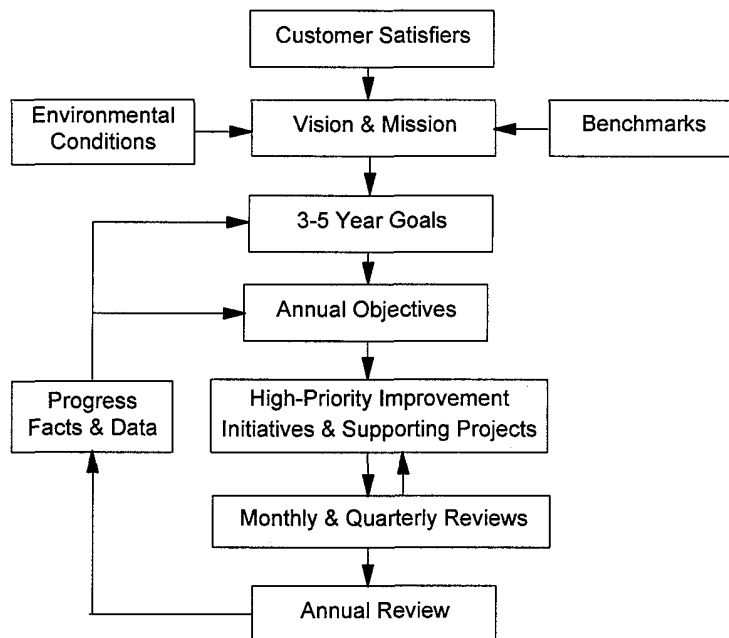 Customer Satisfiers
Environmental
Conditions
Vision & Mission
Benchmarks
3-5 Year Goals
Annual Objectives
Progress
Facts & Data
High-Priority Improvement
Initiatives & Supporting Projects
Monthly & Quarterly Reviews
Annual Review